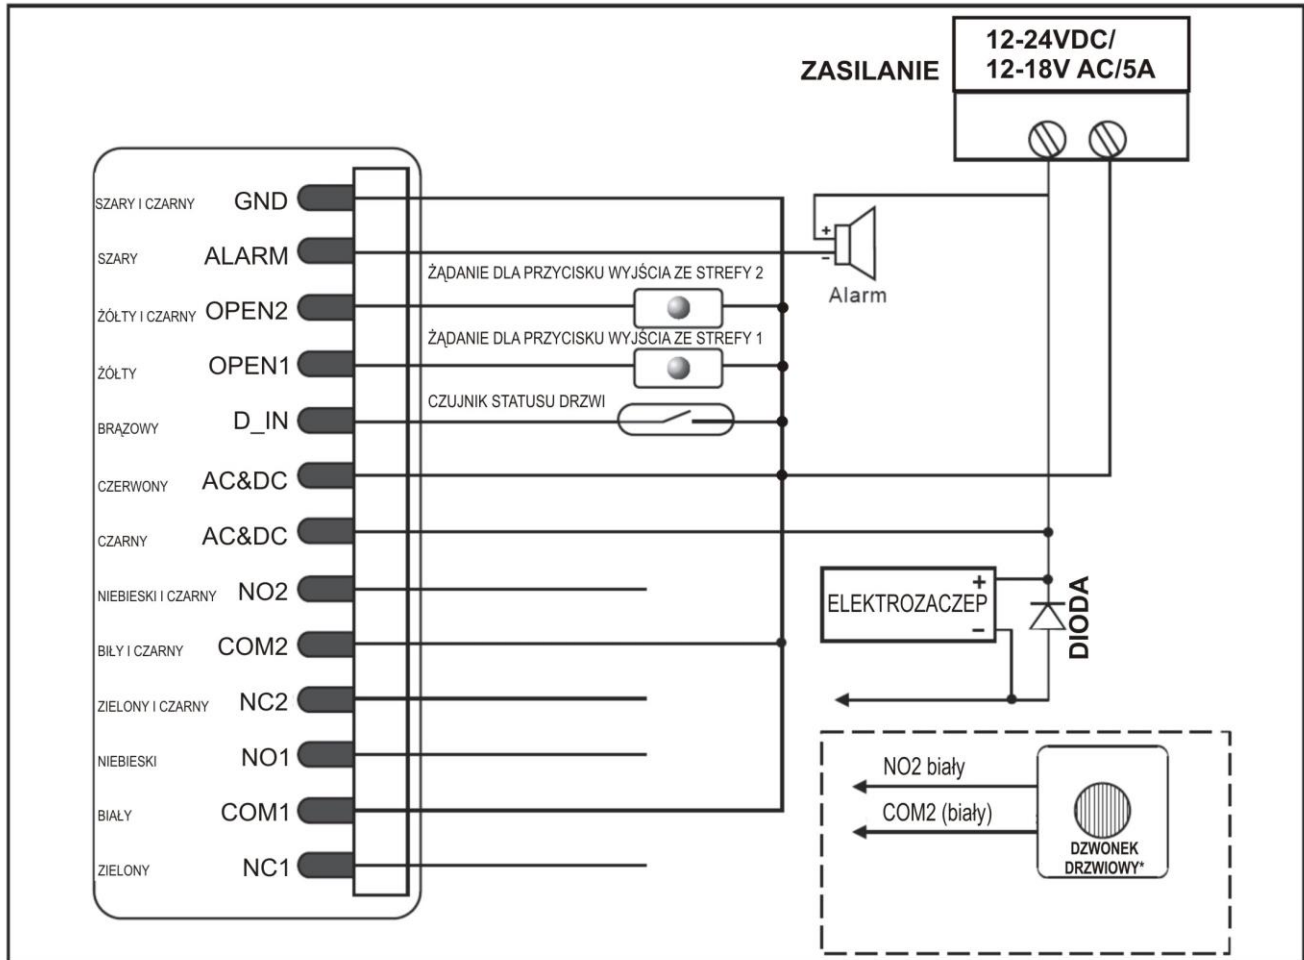 ZASILANIE
12-24VDC/
12-18V AC/5A
SZARY I CZARNY GND
SZARY ALARM
ŻÓŁTY I CZARNY OPEN2
ŻÓŁTY OPEN1
BRĄZOWY D_IN
CZERWONY AC&DC
CZARNY AC&DC
NIEBIESKI I CZARNY NO2
BIŁY I CZARNY COM2
ZIELONY I CZARNY NC2
NIEBIESKI NO1
BIAŁY COM1
ZIELONY NC1
ŻĄDANIE DLA PRZYCISKU WYJŚCIA ZE STREFY 2
ŻĄDANIE DLA PRZYCISKU WYJŚCIA ZE STREFY 1
CZUJNIK STATUSU DRZWI
+
–
Alarm
ELEKTROZACZEP
+
–
DIODA
NO2 biały
COM2 (biały)
DZWONEK
DRZWIOWY*